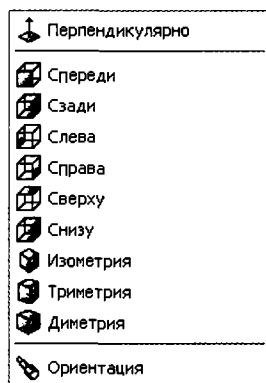 Перпендикулярно
Спереди
Сзади
Слева
Справа
Сверху
Снизу
Изометрия
Триметрия
Диметрия
Ориентация